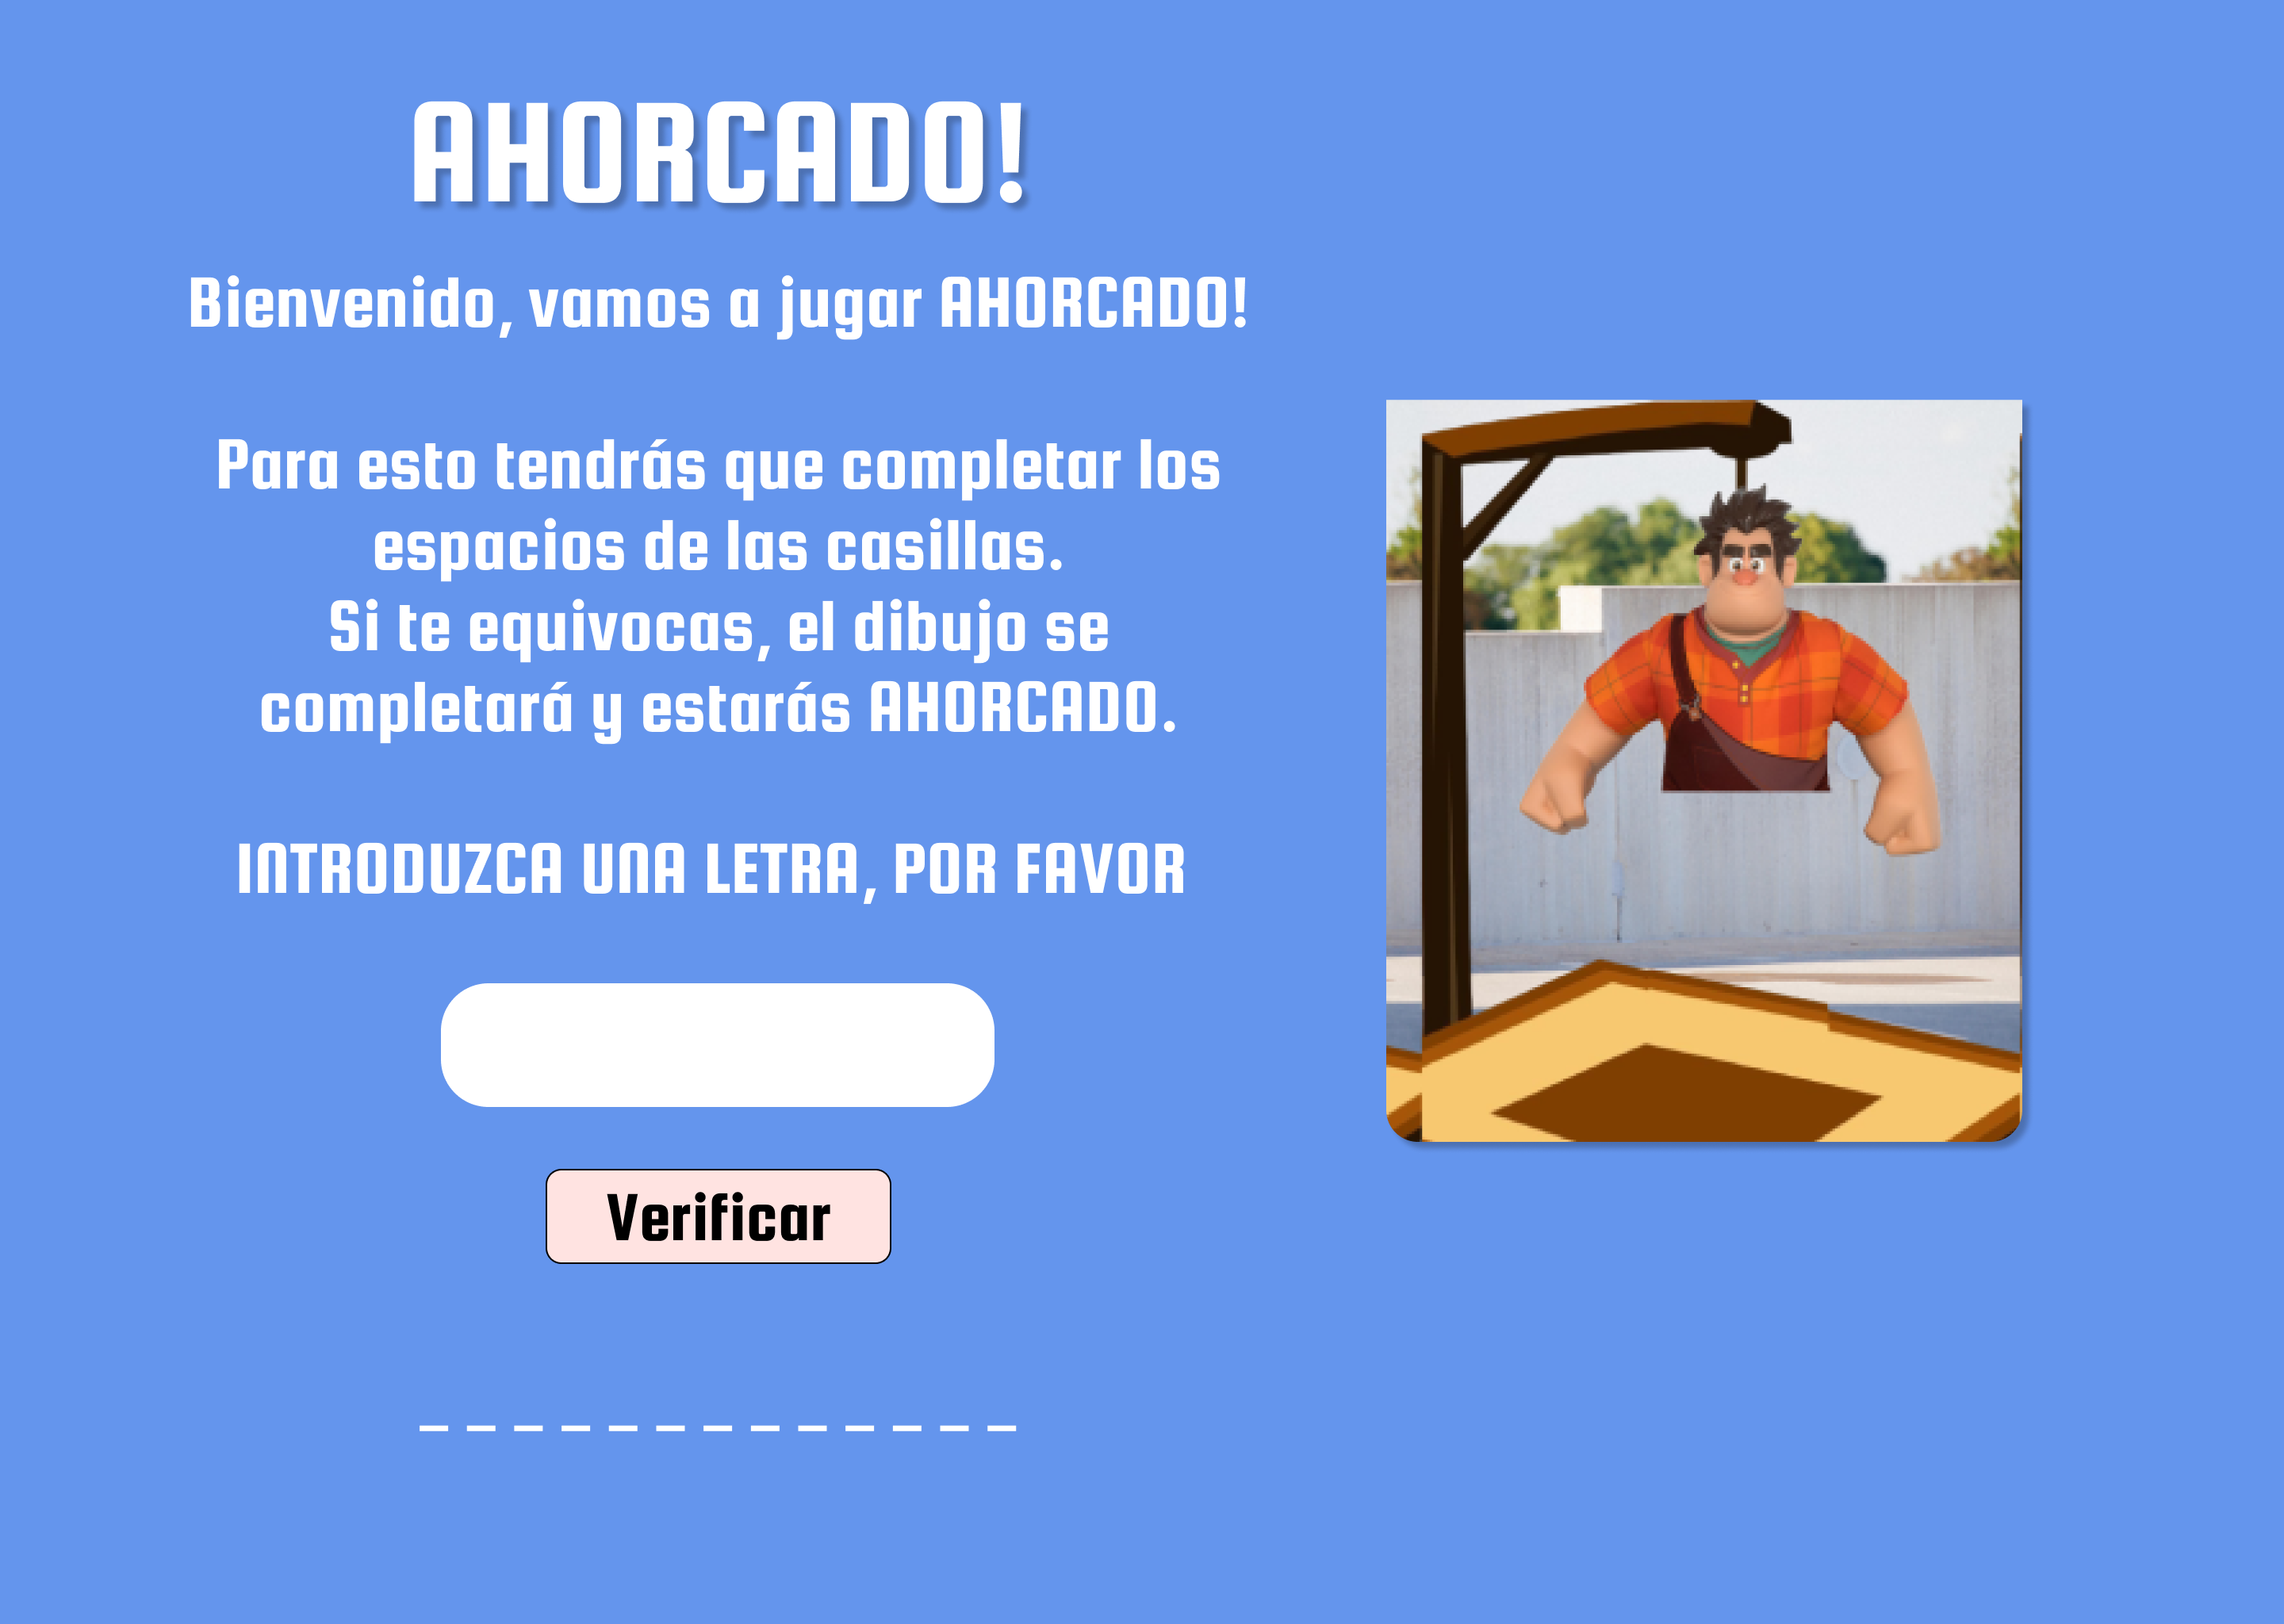 AHORCADO!
Bienvenido, vamos a jugar AHORCADO!
Para esto tendrás que completar los
espacios de las casillas.
Si te equivocas, el dibujo se
completará y estarás AHORCADO.
INTRODUZCA UNA LETRA, POR FAVOR
Verificar
_ _ _ _ _ _ _ _ _ _ _ _ _